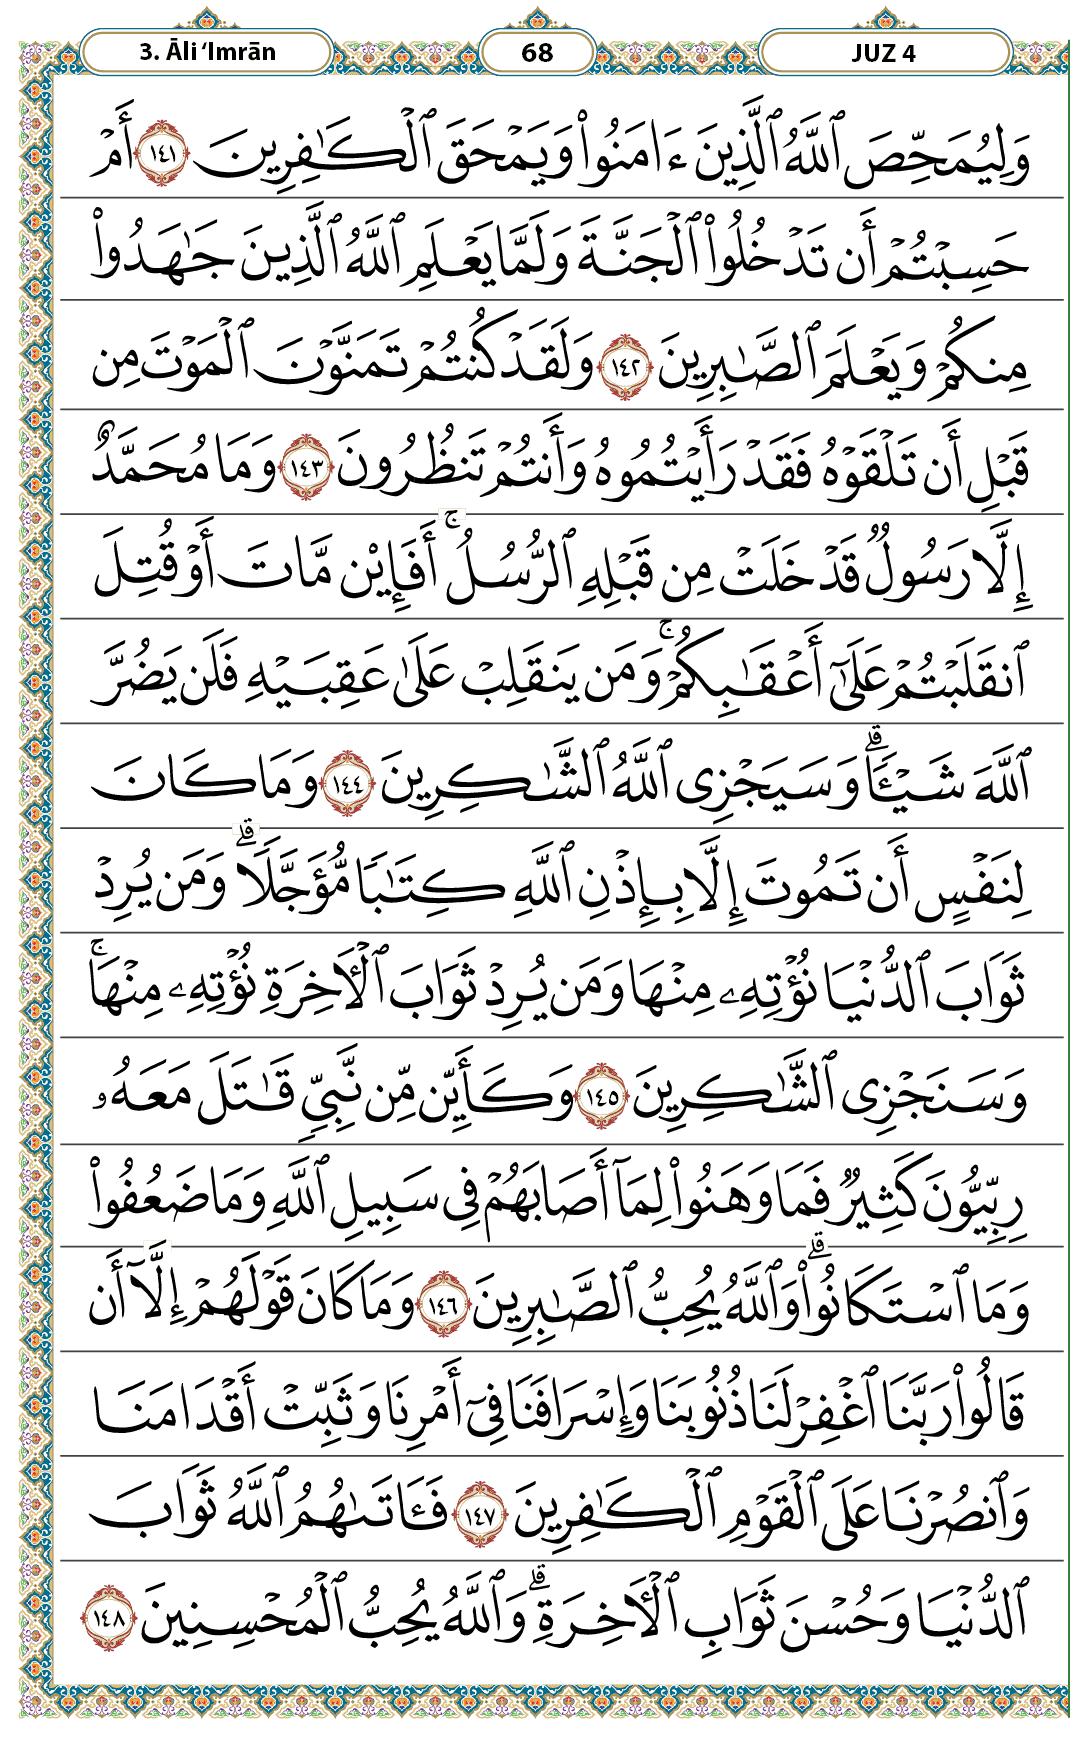 3. Āli ‘Imrān 68 JUZ 4
وَلِيُمَحِّصَ ٱللَّهُ ٱلَّذِينَ ءَامَنُوا۟ وَيَمْحَقَ ٱلْكَـٰفِرِينَ ١٤١ أَمْ
حَسِبْتُمْ أَن تَدْخُلُوا۟ ٱلْجَنَّةَ وَلَمَّا يَعْلَمِ ٱللَّهُ ٱلَّذِينَ جَـٰهَدُوا۟
مِنكُمْ وَيَعْلَمَ ٱلصَّـٰبِرِينَ ١٤٢ وَلَقَدْ كُنتُمْ تَمَنَّوْنَ ٱلْمَوْتَ مِن
قَبْلِ أَن تَلْقَوْهُ فَقَدْ رَأَيْتُمُوهُ وَأَنتُمْ تَنظُرُونَ ١٤٣ وَمَا مُحَمَّدٌ
إِلَّا رَسُولٌ قَدْ خَلَتْ مِن قَبْلِهِ ٱلرُّسُلُ ۚ أَفَإِي۟ن مَّاتَ أَوْ قُتِلَ
ٱنقَلَبْتُمْ عَلَىٰٓ أَعْقَـٰبِكُمْ ۚ وَمَن يَنقَلِبْ عَلَىٰ عَقِبَيْهِ فَلَن يَضُرَّ
ٱللَّهَ شَيْـًٔا ۗ وَسَيَجْزِى ٱللَّهُ ٱلشَّـٰكِرِينَ ١٤٤ وَمَا كَانَ
لِنَفْسٍ أَن تَمُوتَ إِلَّا بِإِذْنِ ٱللَّهِ كِتَـٰبًا مُّؤَجَّلًا ۗ وَمَن يُرِدْ
ثَوَابَ ٱلدُّنْيَا نُؤْتِهِۦ مِنْهَا وَمَن يُرِدْ ثَوَابَ ٱلْـَٔاخِرَةِ نُؤْتِهِۦ مِنْهَا ۚ
وَسَنَجْزِى ٱلشَّـٰكِرِينَ ١٤٥ وَكَأَيِّن مِّن نَّبِىٍّ قَـٰتَلَ مَعَهُۥ
رِبِّيُّونَ كَثِيرٌ فَمَا وَهَنُوا۟ لِمَآ أَصَابَهُمْ فِى سَبِيلِ ٱللَّهِ وَمَا ضَعُفُوا۟
وَمَا ٱسْتَكَانُوا۟ ۗ وَٱللَّهُ يُحِبُّ ٱلصَّـٰبِرِينَ ١٤٦ وَمَا كَانَ قَوْلَهُمْ إِلَّآ أَن
قَالُوا۟ رَبَّنَا ٱغْفِرْ لَنَا ذُنُوبَنَا وَإِسْرَافَنَا فِىٓ أَمْرِنَا وَثَبِّتْ أَقْدَامَنَا
وَٱنصُرْنَا عَلَى ٱلْقَوْمِ ٱلْكَـٰفِرِينَ ١٤٧ فَـَٔاتَىٰهُمُ ٱللَّهُ ثَوَابَ
ٱلدُّنْيَا وَحُسْنَ ثَوَابِ ٱلْـَٔاخِرَةِ ۗ وَٱللَّهُ يُحِبُّ ٱلْمُحْسِنِينَ ١٤٨